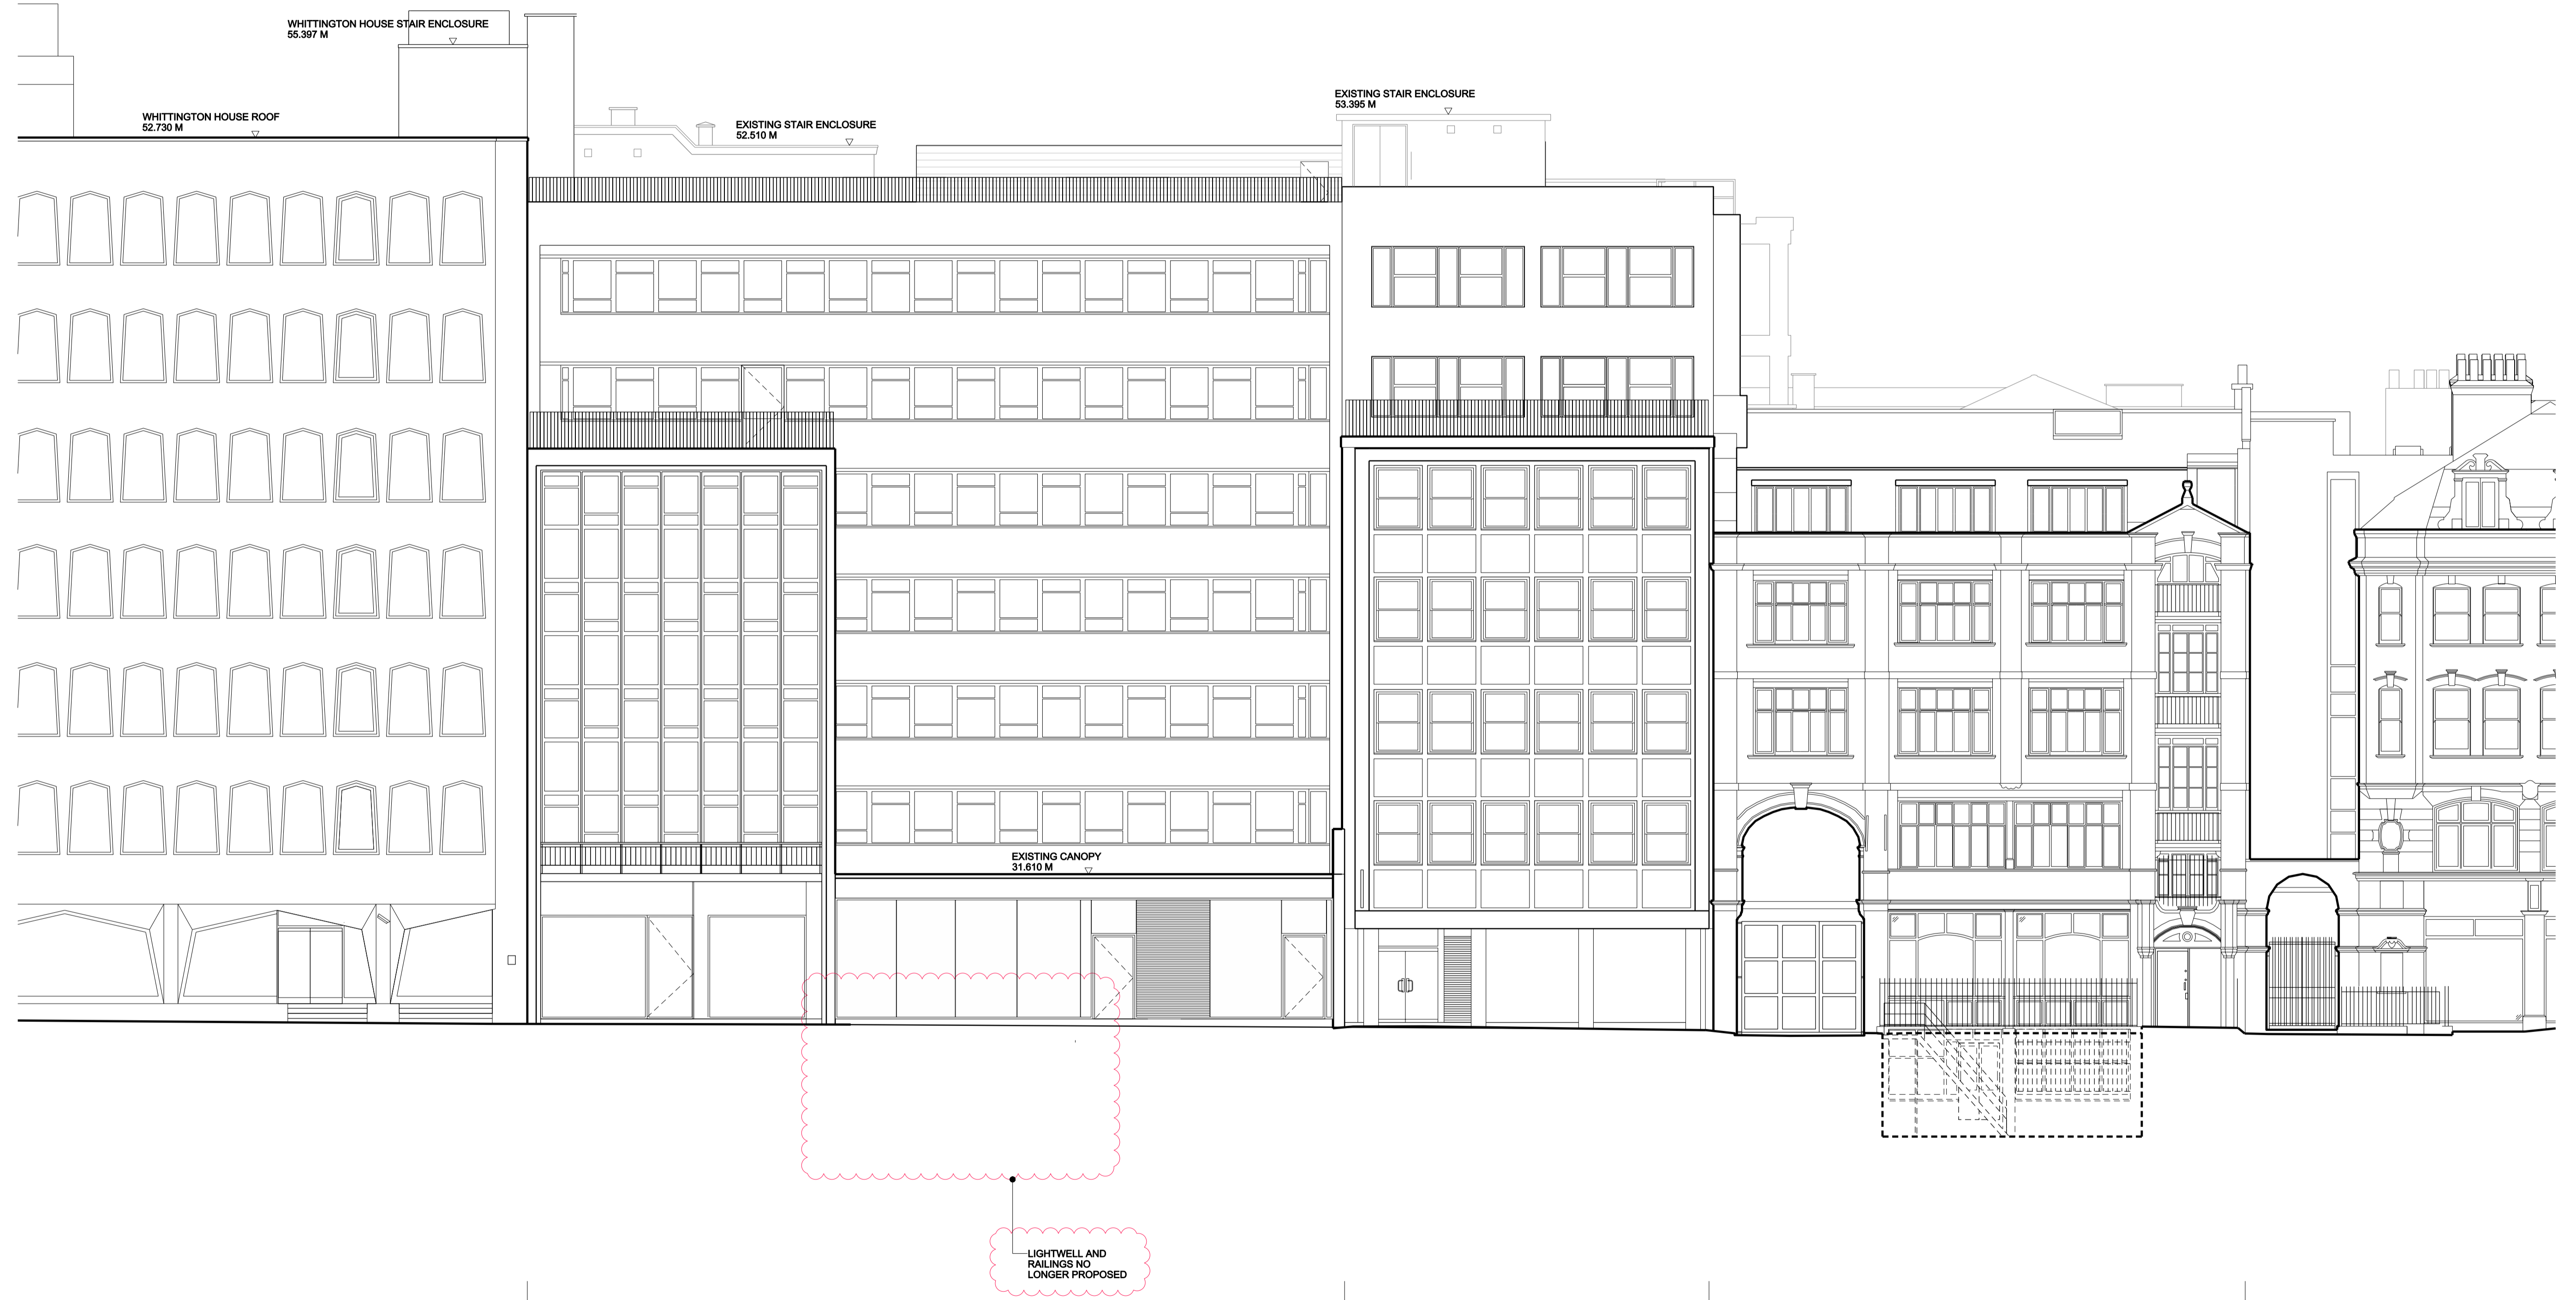 WHITTINGTON HOUSE STAIR ENCLOSURE
55.397 M
WHITTINGTON HOUSE ROOF
52.730 M
EXISTING STAIR ENCLOSURE
52.510 M
EXISTING STAIR ENCLOSURE
53.395 M
EXISTING CANOPY
31.610 M
LIGHTWELL AND
RAILINGS NO
LONGER PROPOSED